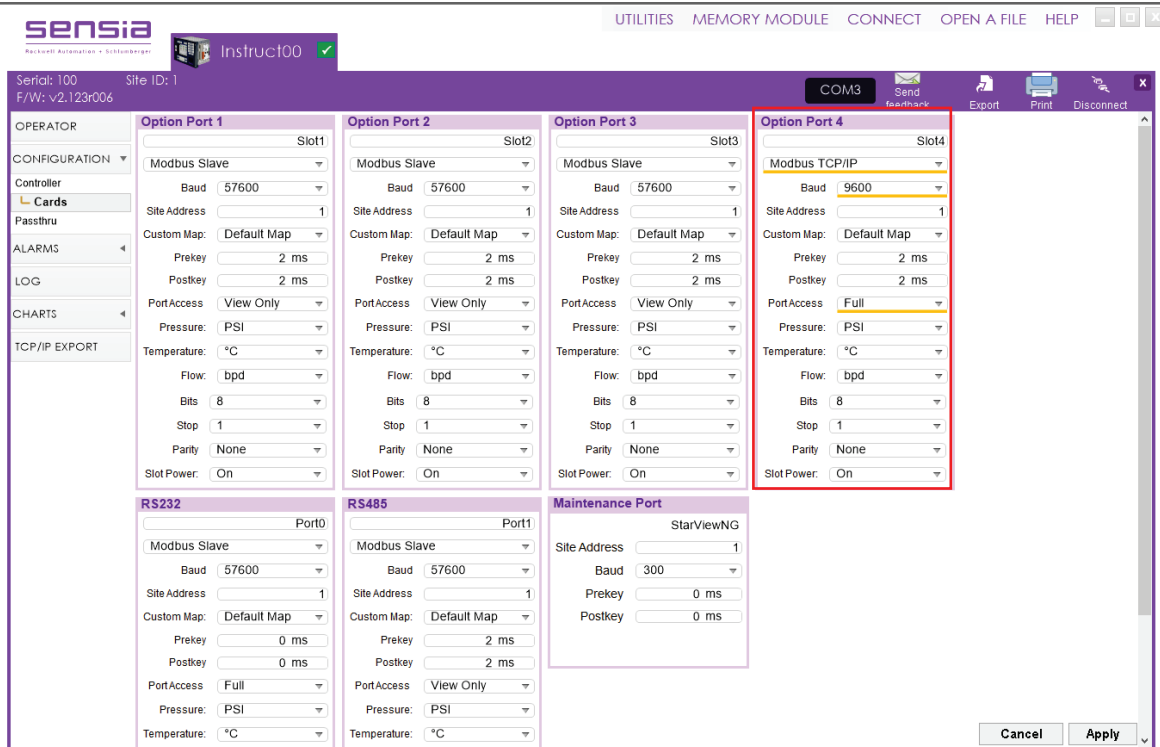 UTILITIES MEMORY MODULE CONNECT OPEN A FILE HELP
sensia
Rockwell Automation + Schlumberger
Instruct00
Serial: 100 Site ID: 1
F/W: v2.123r006
COM3
Send feedback
Export
Print
Disconnect
OPERATOR
CONFIGURATION
Controller
Cards
Passthru
ALARMS
LOG
CHARTS
TCP/IP EXPORT
Option Port 1
Slot1
Modbus Slave
Baud 57600
Site Address 1
Custom Map: Default Map
Prekey 2 ms
Postkey 2 ms
Port Access View Only
Pressure: PSI
Temperature: °C
Flow: bpd
Bits 8
Stop 1
Parity None
Slot Power: On
Option Port 2
Slot2
Modbus Slave
Baud 57600
Site Address 1
Custom Map: Default Map
Prekey 2 ms
Postkey 2 ms
Port Access View Only
Pressure: PSI
Temperature: °C
Flow: bpd
Bits 8
Stop 1
Parity None
Slot Power: On
Option Port 3
Slot3
Modbus Slave
Baud 57600
Site Address 1
Custom Map: Default Map
Prekey 2 ms
Postkey 2 ms
Port Access View Only
Pressure: PSI
Temperature: °C
Flow: bpd
Bits 8
Stop 1
Parity None
Slot Power: On
Option Port 4
Slot4
Modbus TCP/IP
Baud 9600
Site Address 1
Custom Map: Default Map
Prekey 2 ms
Postkey 2 ms
Port Access Full
Pressure: PSI
Temperature: °C
Flow: bpd
Bits 8
Stop 1
Parity None
Slot Power: On
RS232
Port0
Modbus Slave
Baud 57600
Site Address 1
Custom Map: Default Map
Prekey 0 ms
Postkey 0 ms
Port Access Full
Pressure: PSI
Temperature: °C
RS485
Port1
Modbus Slave
Baud 57600
Site Address 1
Custom Map: Default Map
Prekey 2 ms
Postkey 2 ms
Port Access View Only
Pressure: PSI
Temperature: °C
Maintenance Port
StarViewNG
Site Address 1
Baud 300
Prekey 0 ms
Postkey 0 ms
Cancel
Apply